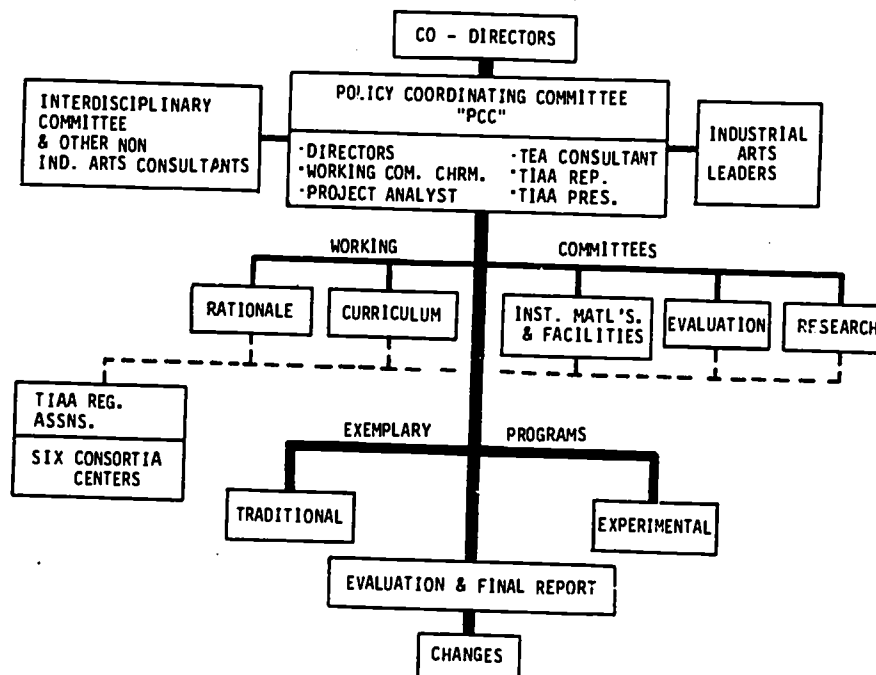 CO - DIRECTORS
INTERDISCIPLINARY
COMMITTEE
& OTHER NON
IND. ARTS CONSULTANTS
POLICY COORDINATING COMMITTEE
"PCC"
·DIRECTORS
·WORKING COM. CHRM.
·PROJECT ANALYST
·TEA CONSULTANT
·TIAA REP.
·TIAA PRES.
INDUSTRIAL
ARTS
LEADERS
WORKING COMMITTEES
RATIONALE
CURRICULUM
INST. MATL'S.
& FACILITIES
EVALUATION
RESEARCH
TIAA REG.
ASSNS.
SIX CONSORTIA
CENTERS
EXEMPLARY PROGRAMS
TRADITIONAL
EXPERIMENTAL
EVALUATION & FINAL REPORT
CHANGES